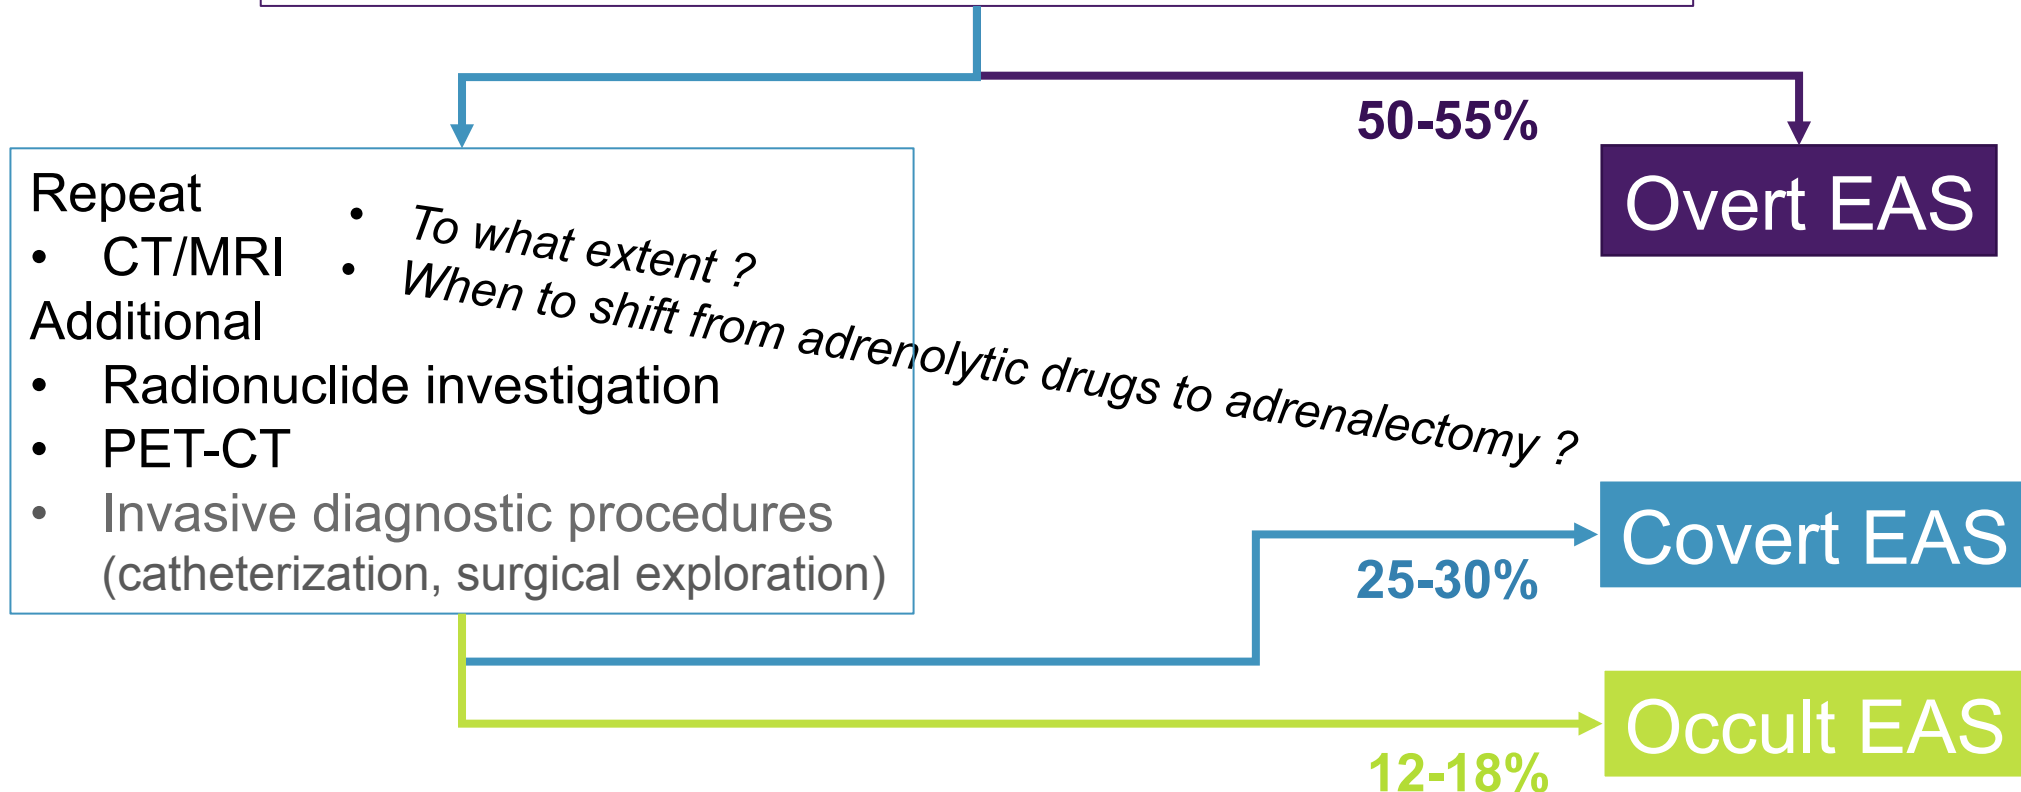 50-55%
Overt EAS
Repeat
• CT/MRI
Additional
• Radionuclide investigation
• PET-CT
• Invasive diagnostic procedures
(catheterization, surgical exploration)
• To what extent ?
• When to shift from adrenolytic drugs to adrenalectomy ?
Covert EAS
25-30%
Occult EAS
12-18%